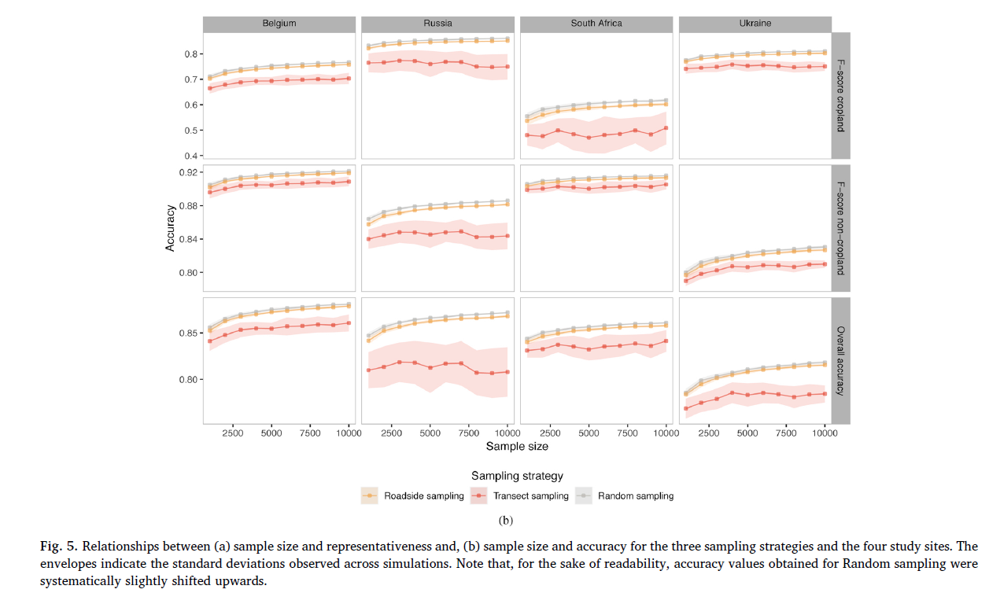 Belgium Russia South Africa Ukraine
0.8
0.7
0.6
0.5
0.4
F−score cropland
0.92
0.88
0.84
0.80
F−score non−cropland
0.85
0.80
Overall accuracy
Accuracy
2500 5000 7500 10000 2500 5000 7500 10000 2500 5000 7500 10000 2500 5000 7500 10000
Sample size
Sampling strategy
Roadside sampling Transect sampling Random sampling
(b)
Fig. 5. Relationships between (a) sample size and representativeness and, (b) sample size and accuracy for the three sampling strategies and the four study sites. The
envelopes indicate the standard deviations observed across simulations. Note that, for the sake of readability, accuracy values obtained for Random sampling were
systematically slightly shifted upwards.